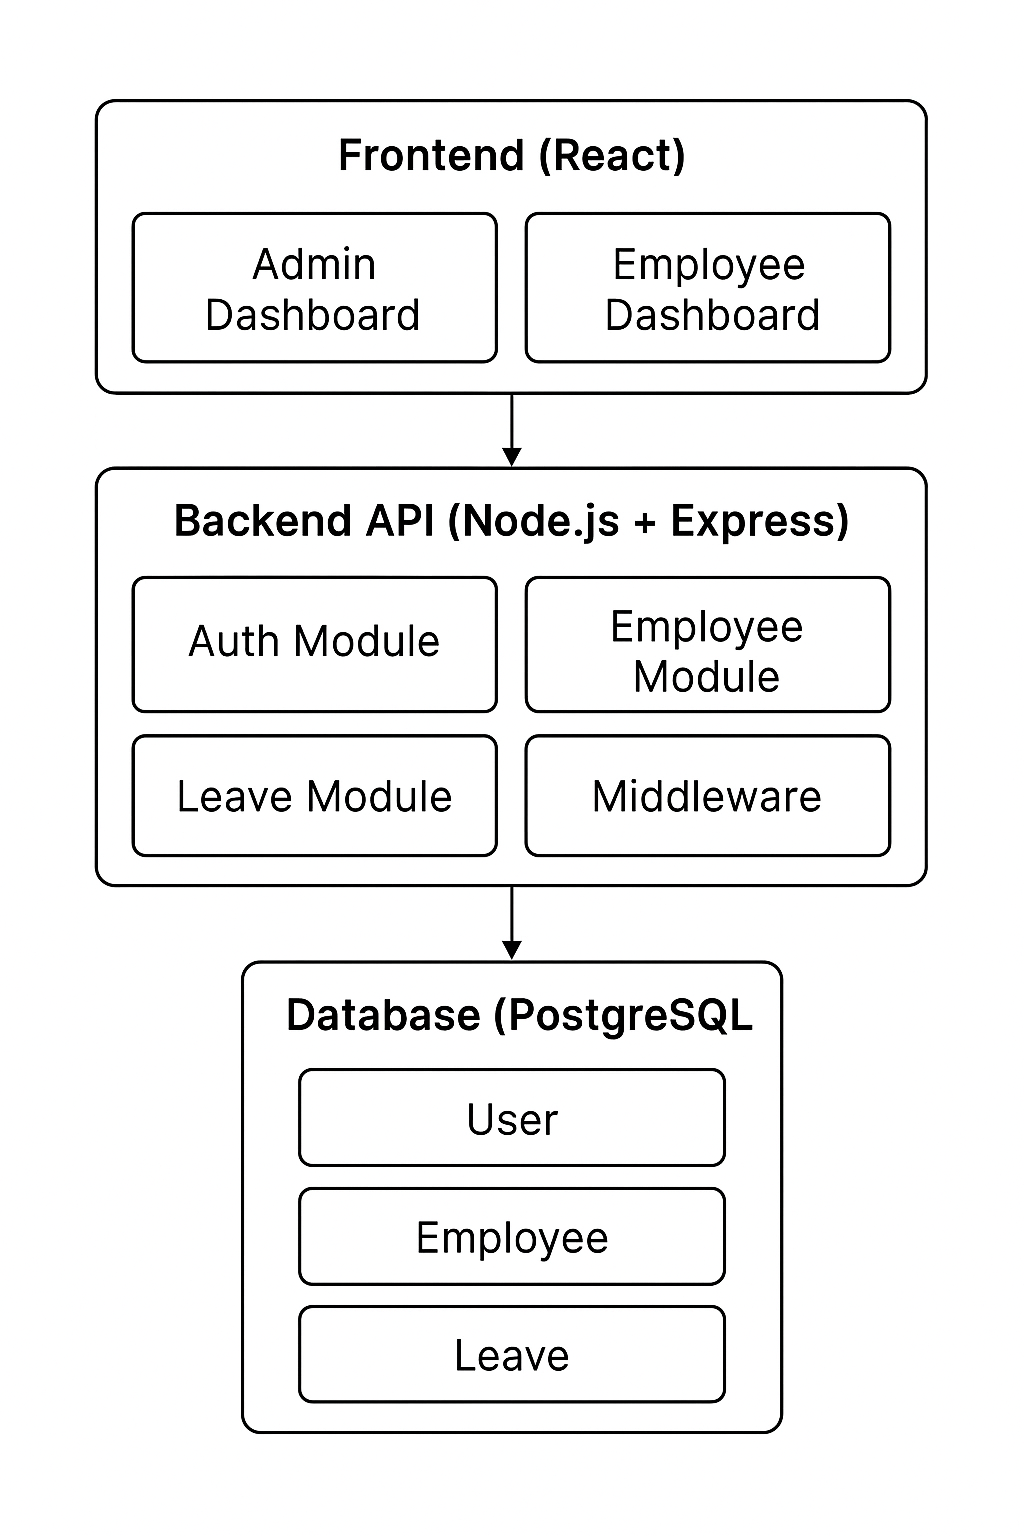 Frontend (React)
Admin
Dashboard
Employee
Dashboard
Backend API (Node.js + Express)
Auth Module
Employee
Module
Leave Module
Middleware
Database (PostgreSQL
User
Employee
Leave